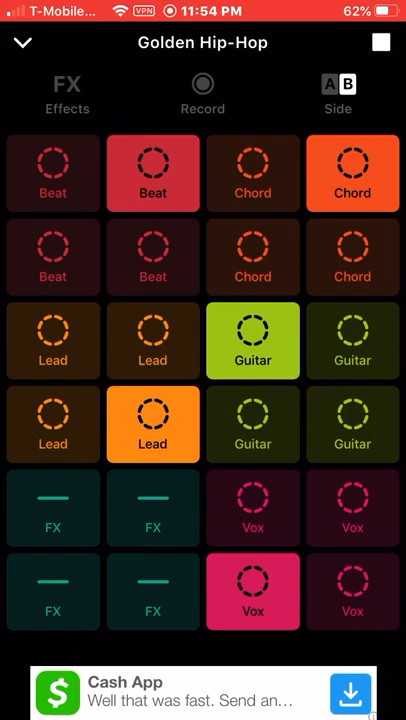 T-Mobile... VPN 11:54 PM 62%
Golden Hip-Hop
FX A B
Effects Record Side
Beat Beat Chord Chord
Beat Beat Chord Chord
Lead Lead Guitar Guitar
Lead Lead Guitar Guitar
FX FX Vox Vox
FX FX Vox Vox
$ Cash App
Well that was fast. Send an...